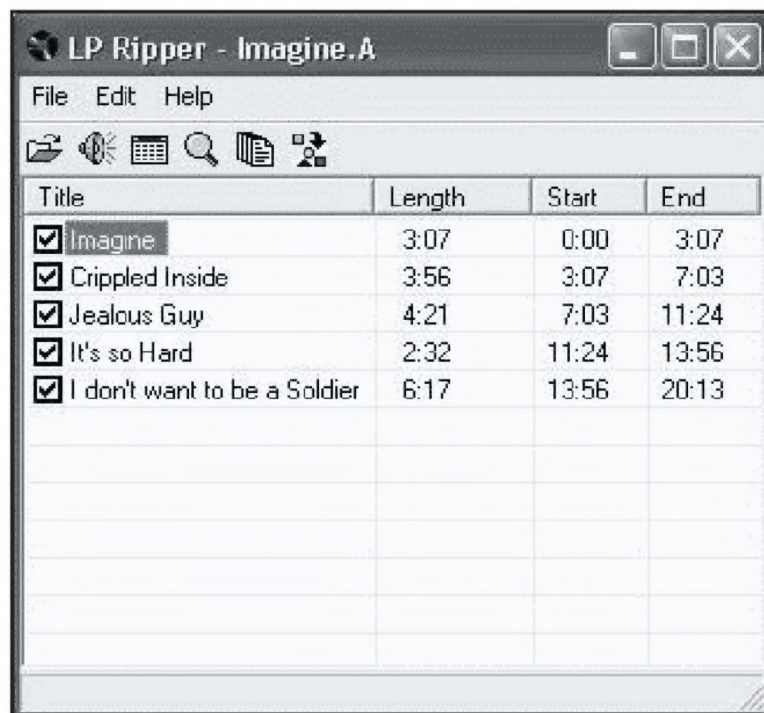 LP Ripper - Imagine.A
File Edit Help
Title Length Start End
Imagine 3:07 0:00 3:07
Crippled Inside 3:56 3:07 7:03
Jealous Guy 4:21 7:03 11:24
It's so Hard 2:32 11:24 13:56
I don't want to be a Soldier 6:17 13:56 20:13